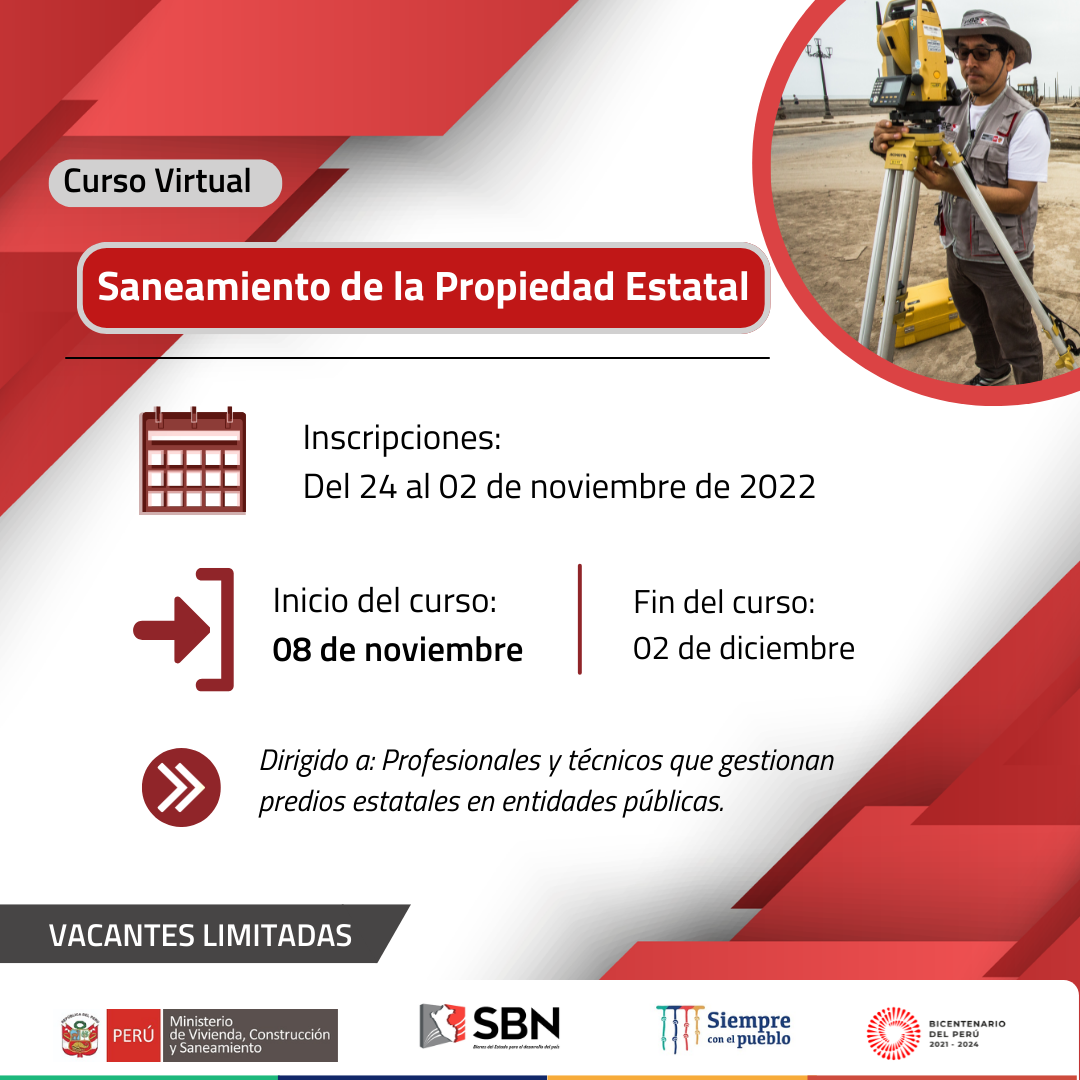 Curso Virtual
Saneamiento de la Propiedad Estatal
Inscripciones:
Del 24 al 02 de noviembre de 2022
Inicio del curso:
08 de noviembre
Fin del curso:
02 de diciembre
Dirigido a: Profesionales y técnicos que gestionan
predios estatales en entidades públicas.
VACANTES LIMITADAS
REPÚBLICA DEL PERÚ
PERÚ
Ministerio
de Vivienda, Construcción
y Saneamiento
SBN
Bienes del Estado para el desarrollo del país
Siempre
con el pueblo
BICENTENARIO
DEL PERÚ
2021 - 2024